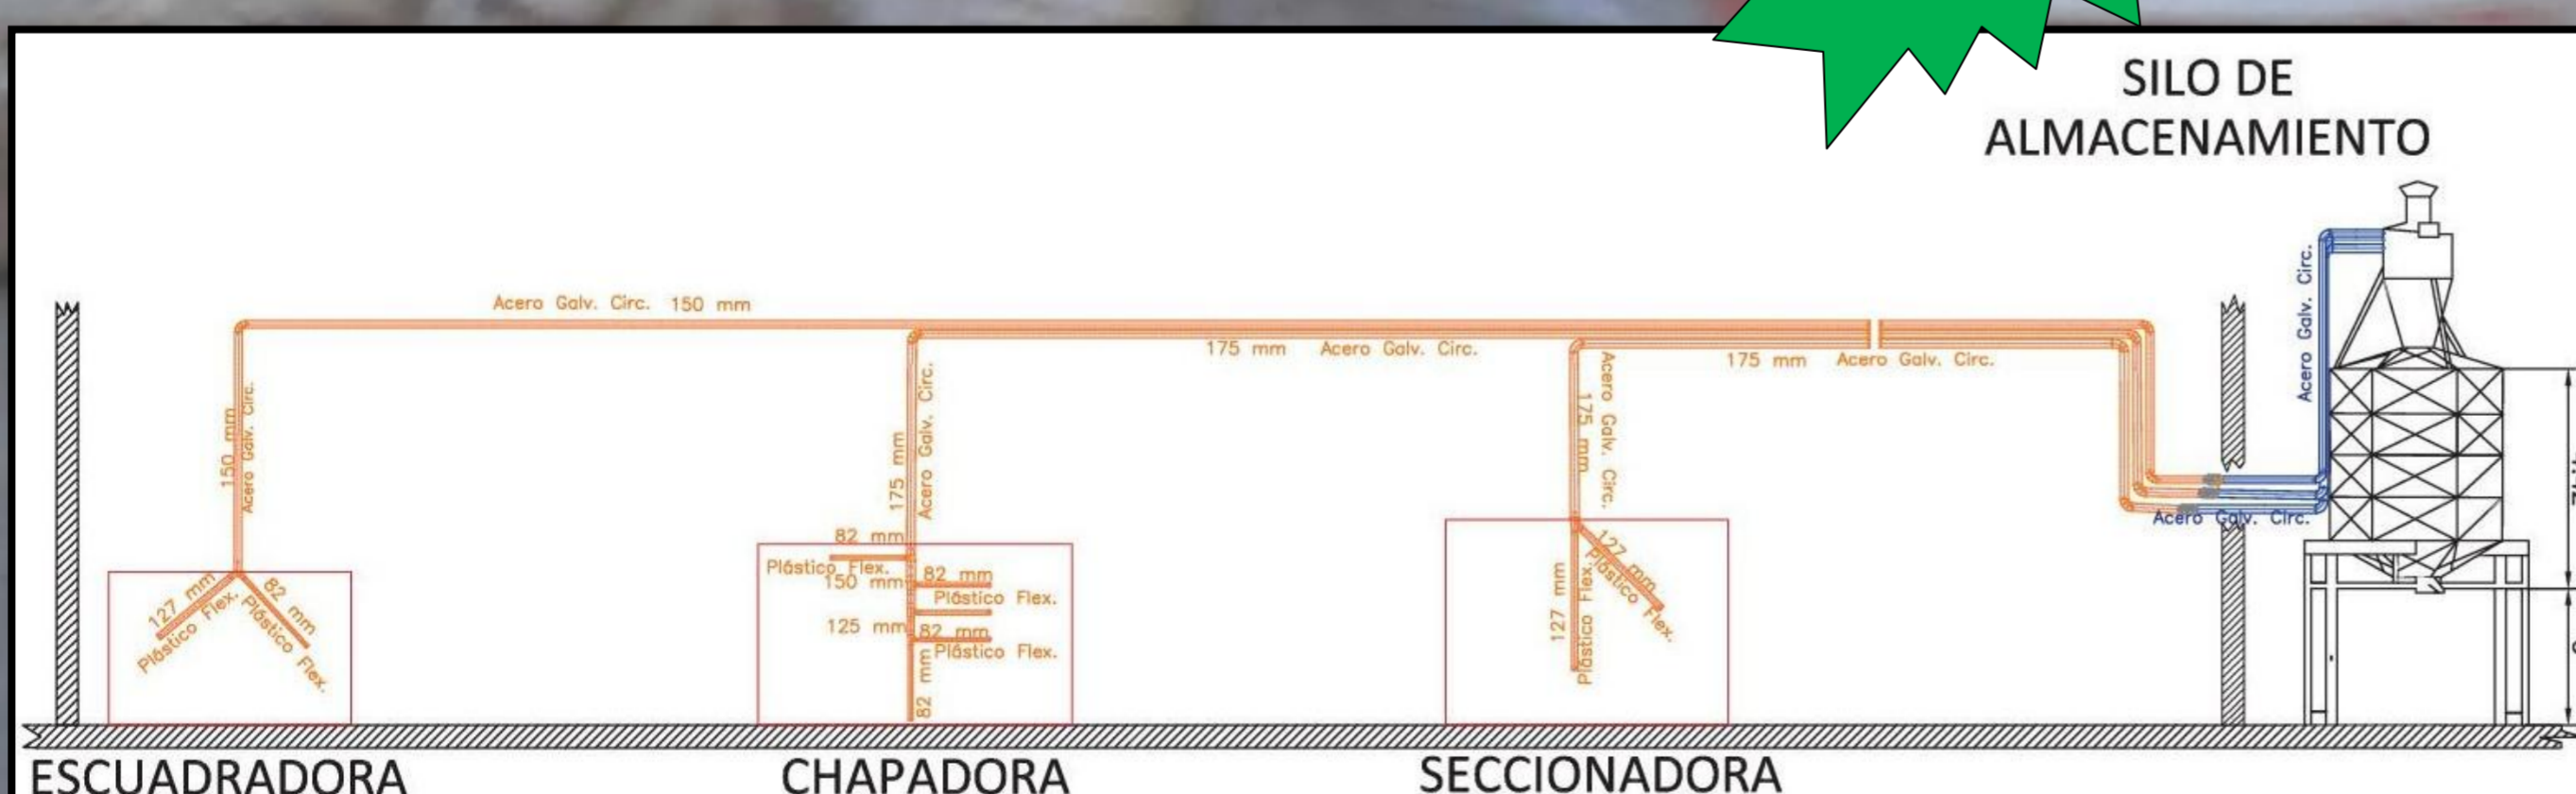 SILO DE
ALMACENAMIENTO
Acero Galv. Circ. 150 mm
175 mm Acero Galv. Circ.
175 mm Acero Galv. Circ.
Acero Galv. Circ.
Acero Galv. Circ.
150 mm
Acero Galv. Circ.
127 mm
Plástico Flex.
82 mm
Plástico Flex.
175 mm
Acero Galv. Circ.
82 mm
Plástico Flex.
150 mm
82 mm
Plástico Flex.
125 mm
82 mm
Plástico Flex.
82 mm
Acero Galv. Circ.
175 mm
127 mm
Plástico Flex.
127 mm
Plástico Flex.
ESCUADRADORA
CHAPADORA
SECCIONADORA